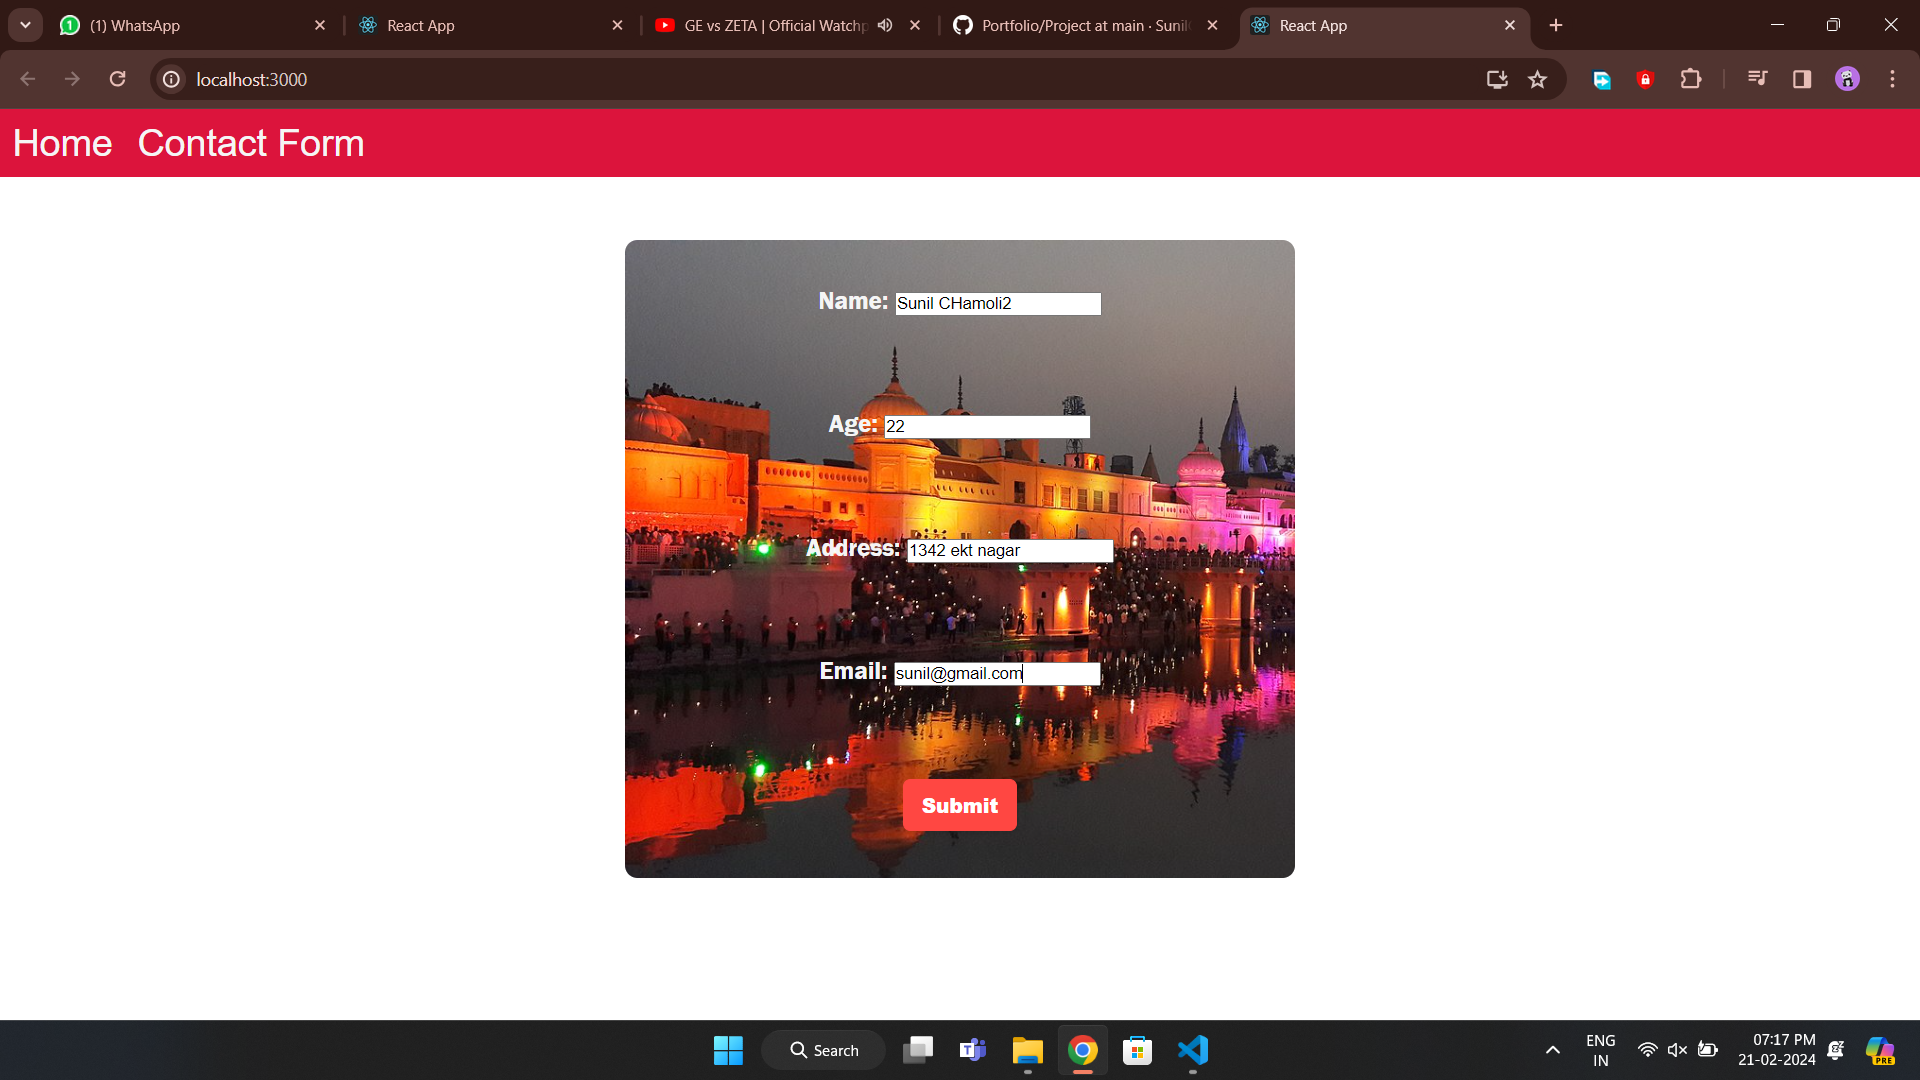 (1) WhatsApp
React App
GE vs ZETA | Official Watchp
Portfolio/Project at main · Sunil
React App
localhost:3000
Home Contact Form
Name: Sunil CHamoli2
Age: 22
Address: 1342 ekt nagar
Email: sunil@gmail.com
Submit
Search
ENG
IN
07:17 PM
21-02-2024
PRE